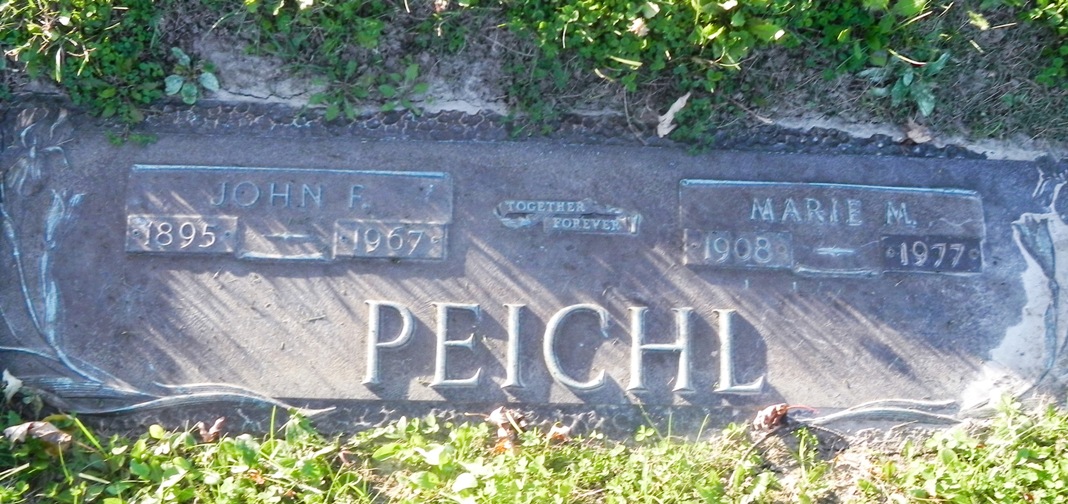 JOHN F.
1895 — 1967
TOGETHER
FOREVER
MARIE M.
1908 — 1977
PEICHL